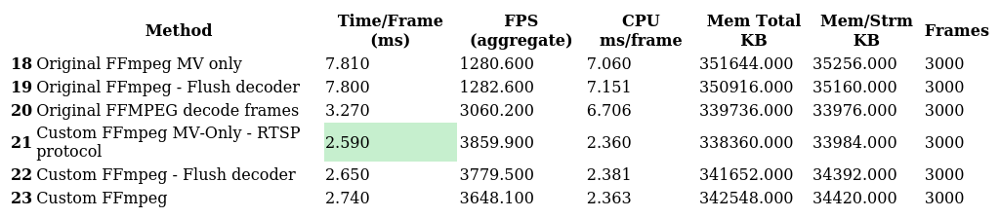 Method Time/Frame (ms) FPS (aggregate) CPU ms/frame Mem Total KB Mem/Strm KB Frames
18 Original FFmpeg MV only 7.810 1280.600 7.060 351644.000 35256.000 3000
19 Original FFmpeg - Flush decoder 7.800 1282.600 7.151 350916.000 35160.000 3000
20 Original FFMPEG decode frames 3.270 3060.200 6.706 339736.000 33976.000 3000
21 Custom FFmpeg MV-Only - RTSP protocol 2.590 3859.900 2.360 338360.000 33984.000 3000
22 Custom FFmpeg - Flush decoder 2.650 3779.500 2.381 341652.000 34392.000 3000
23 Custom FFmpeg 2.740 3648.100 2.363 342548.000 34420.000 3000